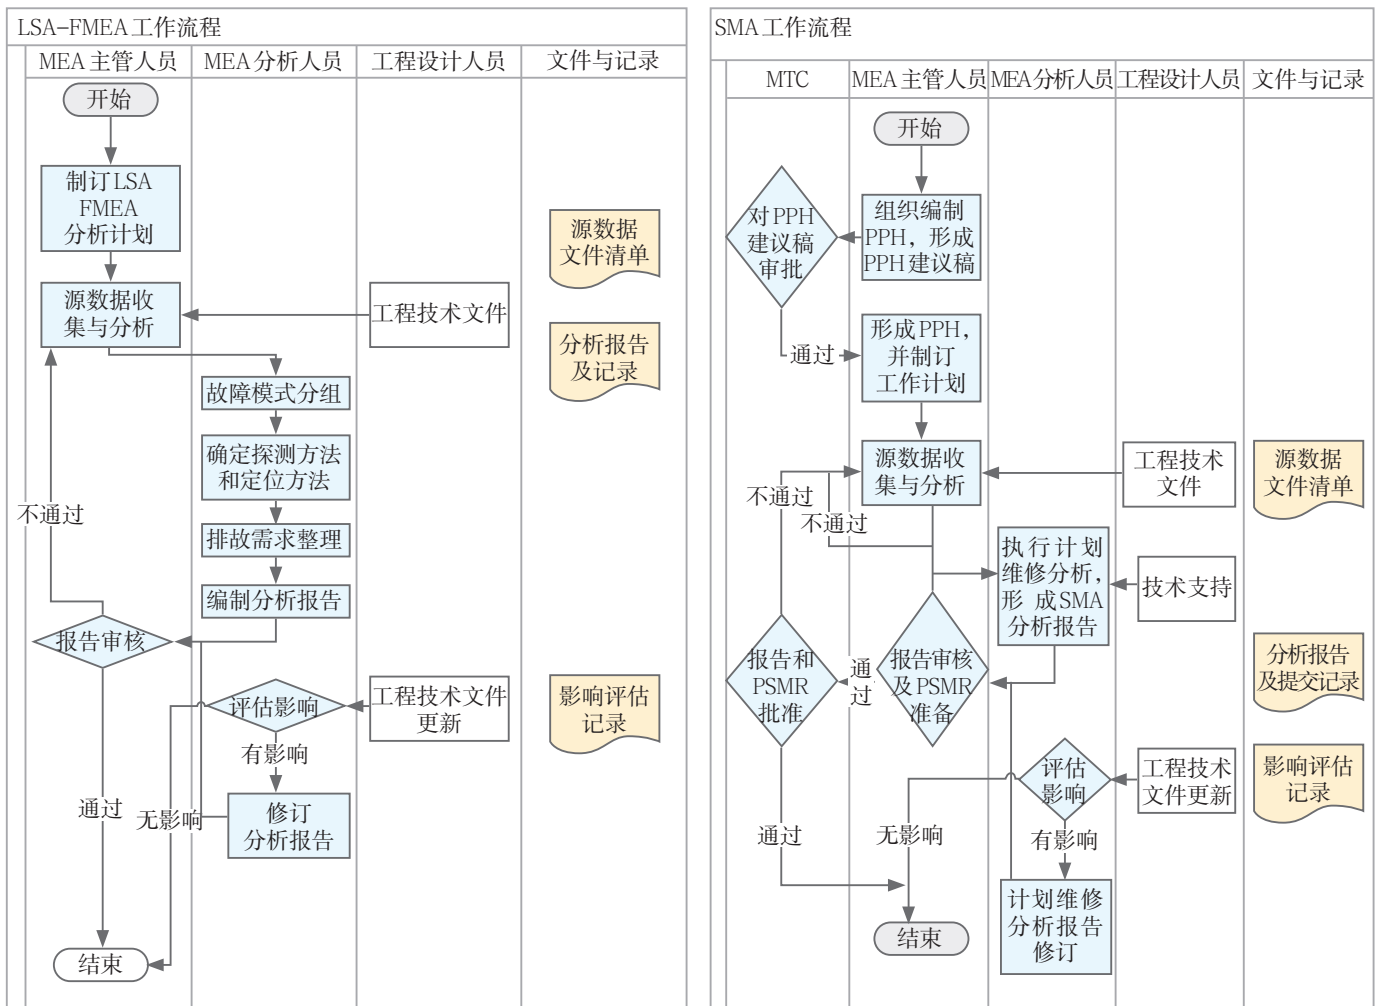 LSA-FMEA工作流程
MEA主管人员
MEA分析人员
工程设计人员
文件与记录
开始
制订LSA
FMEA
分析计划
源数据
文件清单
源数据收
集与分析
工程技术文件
分析报告
及记录
故障模式分组
确定探测方法
和定位方法
不通过
排故需求整理
编制分析报告
报告审核
评估影响
工程技术文件
更新
影响评估
记录
有影响
通过
无影响
修订
分析报告
结束
SMA工作流程
MTC
MEA主管人员
MEA分析人员
工程设计人员
文件与记录
开始
对PPH
建议稿
审批
组织编制
PPH，形成
PPH建议稿
通过
形成PPH，
并制订
工作计划
源数据收
集与分析
工程技术
文件
源数据
文件清单
不通过
不通过
执行计划
维修分析，
形 成SMA
分析报告
技术支持
报告和
PSMR
批准
通
过
报告审核
及PSMR
准备
分析报告
及提交记录
评估
影响
工程技术
文件更新
影响评估
记录
通过
无影响
有影响
计划维修
分析报告
修订
结束